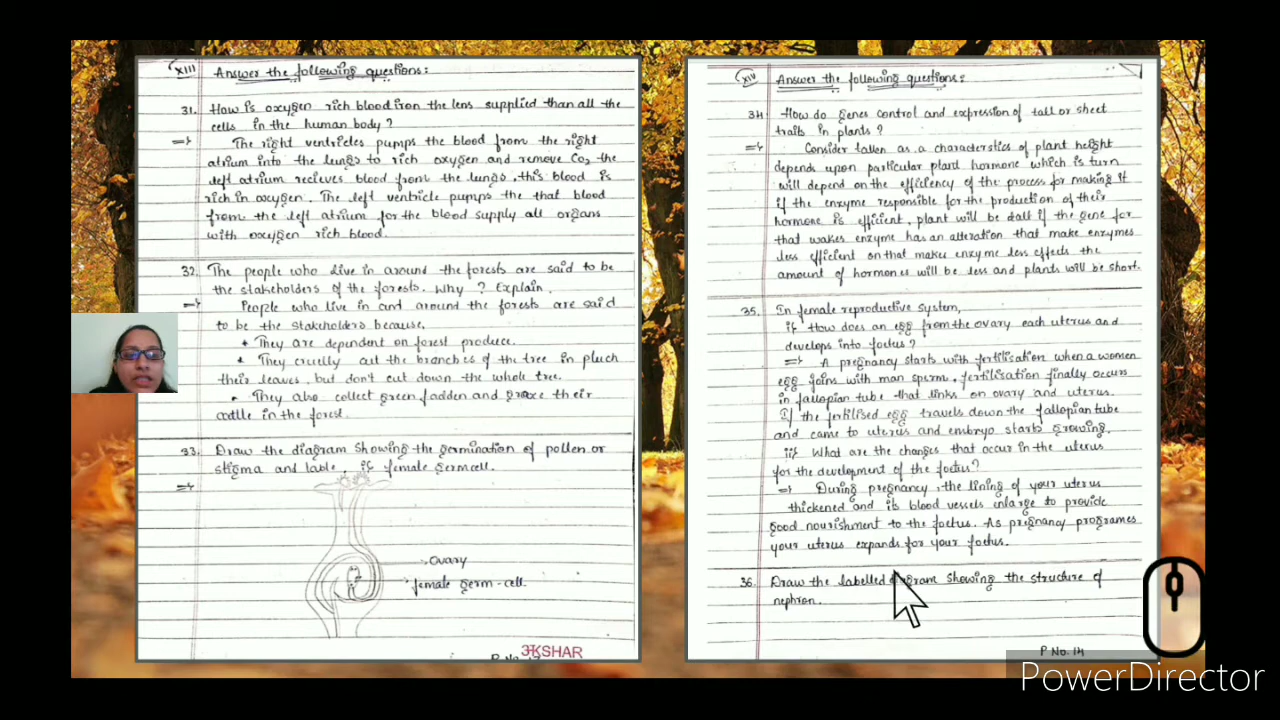 XIII Answer the following questions:
31. How is oxygen rich blood from the lens supplied than all the
cells in the human body?
⇒ The right ventricles pumps the blood from the right
atrium into the lungs to rich oxygen and remove Co2 the
left atrium recieves blood from the lungs, this blood is
rich in oxygen. The left ventricle pumps the that blood
from the left atrium for the blood supply all organs
with oxygen rich blood.
32. The people who live in around the forests are said to be
the stakeholders of the forests. Why? Explain.
⇒ People who live in and around the forests are said
to be the stakeholders because,
• They are dependent on forest produce.
• They cruelly cut the branches of the tree in pluch
their leaves, but don't cut down the whole tree.
• They also collect green fadden and graxe their
cattle in the forest.
33. Draw the diagram showing the germination of pollen or
stigma and lable, i) female germcell.
⇒
Ovary
female germ-cell.
अKSHAR
XIV Answer the following questions:
34 How do genes control and expression of tall or sheet
traits in plants?
⇒ Consider taken as a characterstics of plant height
depends upon particular plant hormone which is turn
will depend on the efficiency of the process for making it
if the enzyme responsible for the production of their
hormone is efficient, plant will be tall if the gene for
that wakes enzyme has an alteration that make enzymes
less efficient on that makes enzyme less effects the
amount of hormones will be less and plants will be short.
35. In female reproductive system,
i) How does an egg from the ovary each uterus and
develops into foetus?
⇒ A pregnancy starts with fertilisation when a women
egg joins with man sperm, fertilisation finally occurs
in fallopian tube that links on ovary and uterus.
If the fertilised egg travels down the fallopian tube
and came to uterus and embryo starts growing.
ii) What are the changes that occur in the uterus
for the development of the foetus?
⇒ During pregnancy, the lining of your uterus
thickened and its blood vessels enlarge to provide
good nourishment to the foetus. As pregnancy programes
your uterus expands for your foetus.
36. Draw the labelled diagram showing the structure of
nephron.
P No. 14
PowerDirector